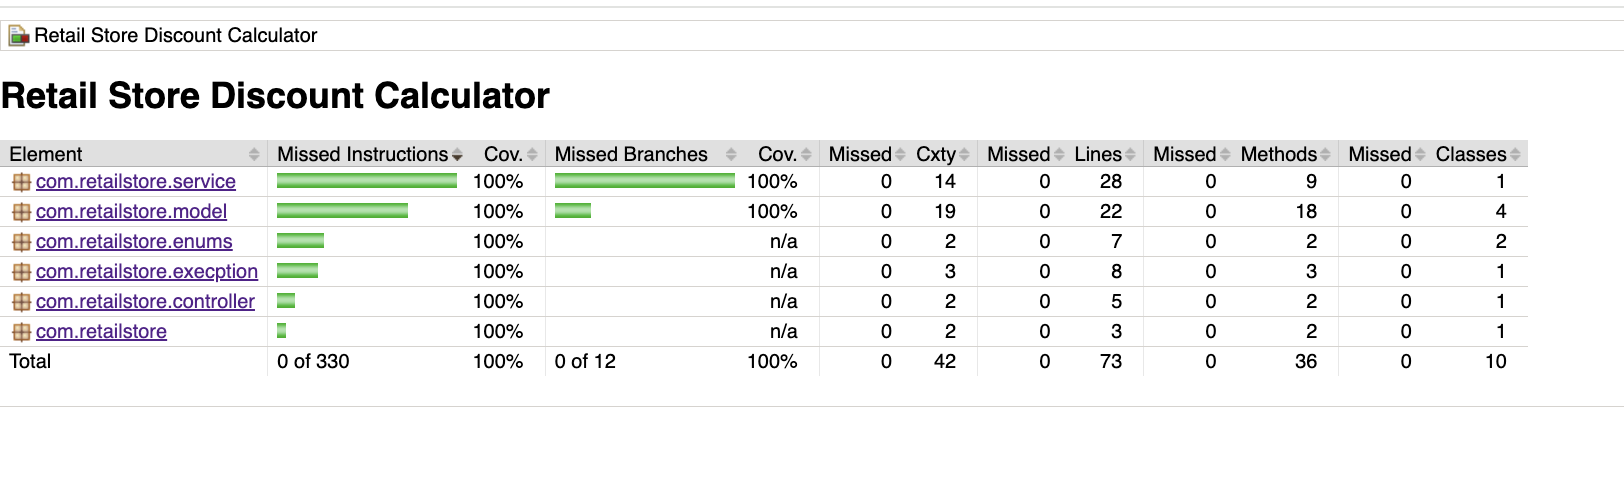 Retail Store Discount Calculator
Retail Store Discount Calculator
Element Missed Instructions Cov. Missed Branches Cov. Missed Cxty Missed Lines Missed Methods Missed Classes
com.retailstore.service 100% 100% 0 14 0 28 0 9 0 1
com.retailstore.model 100% 100% 0 19 0 22 0 18 0 4
com.retailstore.enums 100% n/a 0 2 0 7 0 2 0 2
com.retailstore.execption 100% n/a 0 3 0 8 0 3 0 1
com.retailstore.controller 100% n/a 0 2 0 5 0 2 0 1
com.retailstore 100% n/a 0 2 0 3 0 2 0 1
Total 0 of 330 100% 0 of 12 100% 0 42 0 73 0 36 0 10